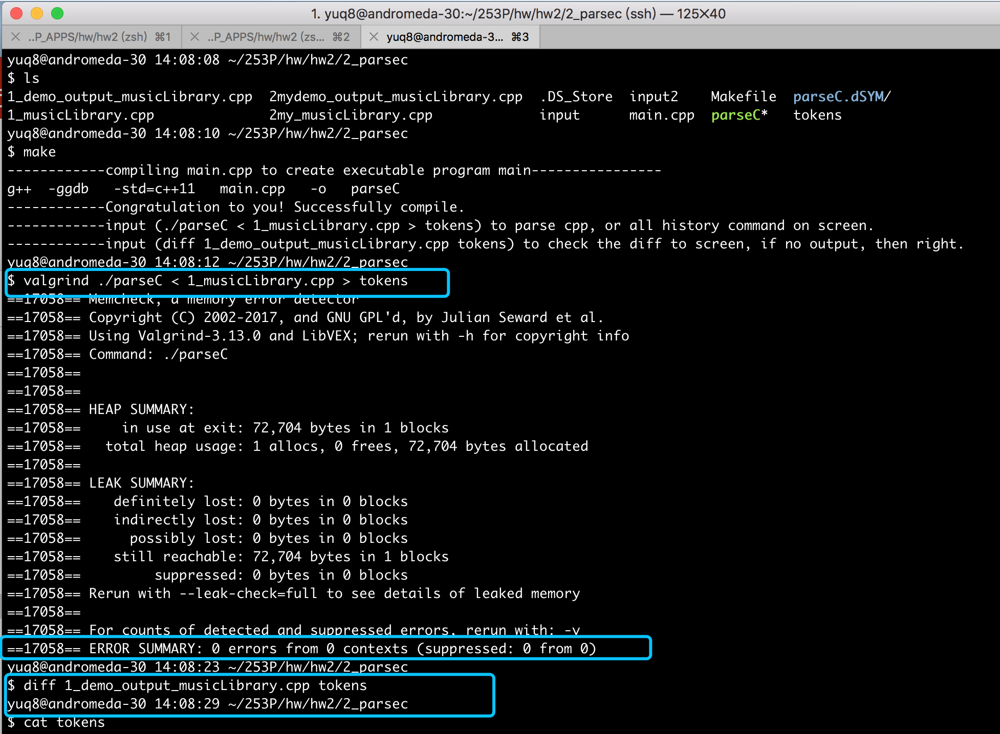 1. yuq8@andromeda-30:~/253P/hw/hw2/2_parsec (ssh) — 125✕40
..P_APPS/hw/hw2 (zsh) ⌘1 ..P_APPS/hw/hw2 (zs... ⌘2 yuq8@andromeda-3... ⌘3
yuq8@andromeda-30 14:08:08 ~/253P/hw/hw2/2_parsec
$ ls
1_demo_output_musicLibrary.cpp  2mydemo_output_musicLibrary.cpp  .DS_Store  input2    Makefile  parseC.dSYM/
1_musicLibrary.cpp              2my_musicLibrary.cpp             input      main.cpp  parseC*   tokens
yuq8@andromeda-30 14:08:10 ~/253P/hw/hw2/2_parsec
$ make
------------compiling main.cpp to create executable program main----------------
g++  -ggdb   -std=c++11   main.cpp   -o   parseC
------------Congratulation to you! Successfully compile.
------------input (./parseC < 1_musicLibrary.cpp > tokens) to parse cpp, or all history command on screen.
------------input (diff 1_demo_output_musicLibrary.cpp tokens) to check the diff to screen, if no output, then right.
yuq8@andromeda-30 14:08:12 ~/253P/hw/hw2/2_parsec
$ valgrind ./parseC < 1_musicLibrary.cpp > tokens
==17058== Memcheck, a memory error detector
==17058== Copyright (C) 2002-2017, and GNU GPL'd, by Julian Seward et al.
==17058== Using Valgrind-3.13.0 and LibVEX; rerun with -h for copyright info
==17058== Command: ./parseC
==17058==
==17058==
==17058== HEAP SUMMARY:
==17058==     in use at exit: 72,704 bytes in 1 blocks
==17058==   total heap usage: 1 allocs, 0 frees, 72,704 bytes allocated
==17058==
==17058== LEAK SUMMARY:
==17058==    definitely lost: 0 bytes in 0 blocks
==17058==    indirectly lost: 0 bytes in 0 blocks
==17058==      possibly lost: 0 bytes in 0 blocks
==17058==    still reachable: 72,704 bytes in 1 blocks
==17058==         suppressed: 0 bytes in 0 blocks
==17058== Rerun with --leak-check=full to see details of leaked memory
==17058==
==17058== For counts of detected and suppressed errors, rerun with: -v
==17058== ERROR SUMMARY: 0 errors from 0 contexts (suppressed: 0 from 0)
yuq8@andromeda-30 14:08:23 ~/253P/hw/hw2/2_parsec
$ diff 1_demo_output_musicLibrary.cpp tokens
yuq8@andromeda-30 14:08:29 ~/253P/hw/hw2/2_parsec
$ cat tokens